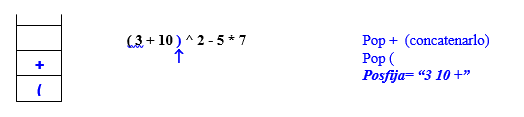 ( 3 + 10 ) ^ 2 - 5 * 7
Pop + (concatenarlo)
Pop (
Posfija= “3 10 +”
+
(